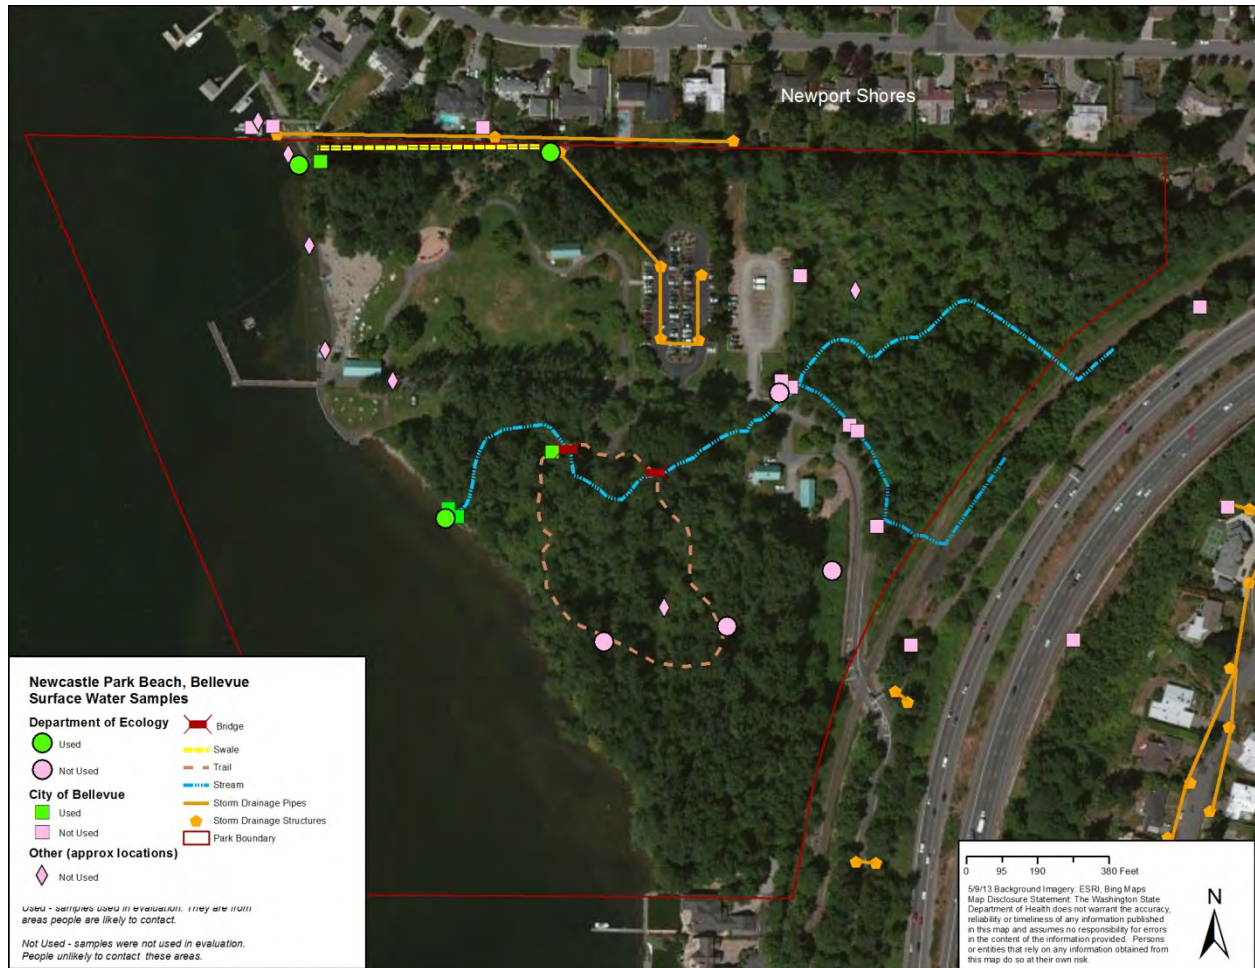 Newport Shores
Newcastle Park Beach, Bellevue
Surface Water Samples
Department of Ecology
Used
Not Used
City of Bellevue
Used
Not Used
Other (approx locations)
Not Used
Bridge
Swale
Trail
Stream
Storm Drainage Pipes
Storm Drainage Structures
Park Boundary
Used - samples used in evaluation. They are from
areas people are likely to contact.
Not Used - samples were not used in evaluation.
People unlikely to contact these areas.
0 95 190 380 Feet
5/9/13 Background Imagery: ESRI, Bing Maps
Map Disclosure Statement: The Washington State
Department of Health does not warrant the accuracy,
reliability or timeliness of any information published
in this map and assumes no responsibility for errors
in the content of the information provided. Persons
or entities that rely on any information obtained from
this map do so at their own risk.
N